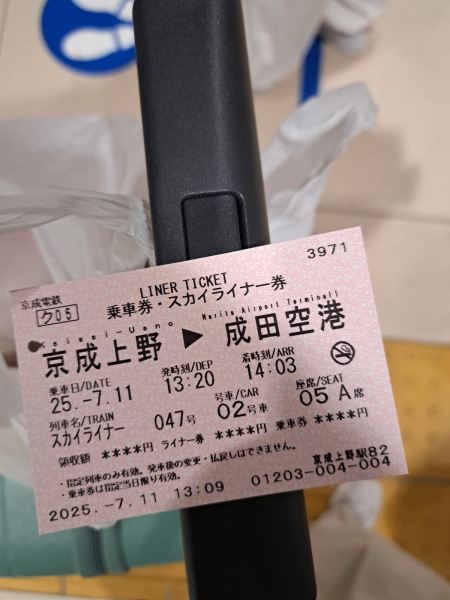 3971
京成電鉄
LINER TICKET
ク05
乗車券・スカイライナー券
Keisei-Ueno Narita Airport Terminal1
京成上野 ▶ 成田空港
乗車日/DATE 発時刻/DEP 着時刻/ARR
25.-7.11 13:20 14:03
列車名/TRAIN 号車/CAR 座席/SEAT
スカイライナー 047号 02号車 05 A席
領収額 ****円 ライナー券 ****円 乗車券 ****円
・指定列車のみ有効。発車後の変更・払戻しはできません。
・乗車券は指定当日限り有効。
京成上野駅82
2025.-7.11 13:09 01203-004-004